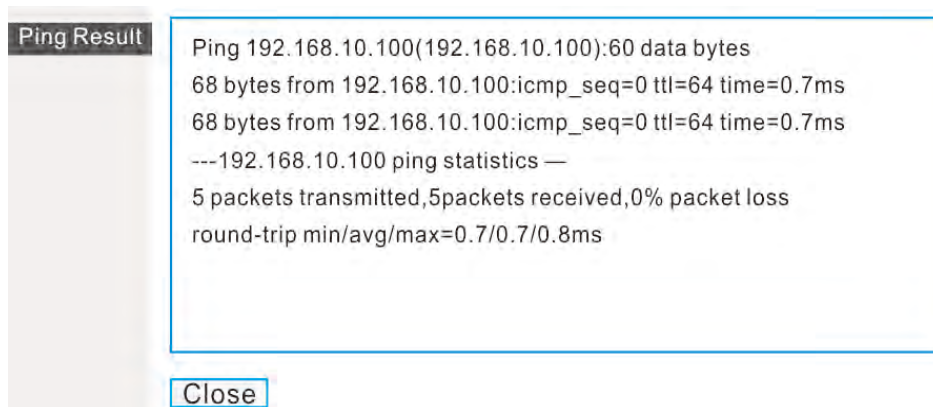 Ping Result
Ping 192.168.10.100(192.168.10.100):60 data bytes
68 bytes from 192.168.10.100:icmp_seq=0 ttl=64 time=0.7ms
68 bytes from 192.168.10.100:icmp_seq=0 ttl=64 time=0.7ms
---192.168.10.100 ping statistics —
5 packets transmitted,5packets received,0% packet loss
round-trip min/avg/max=0.7/0.7/0.8ms
Close